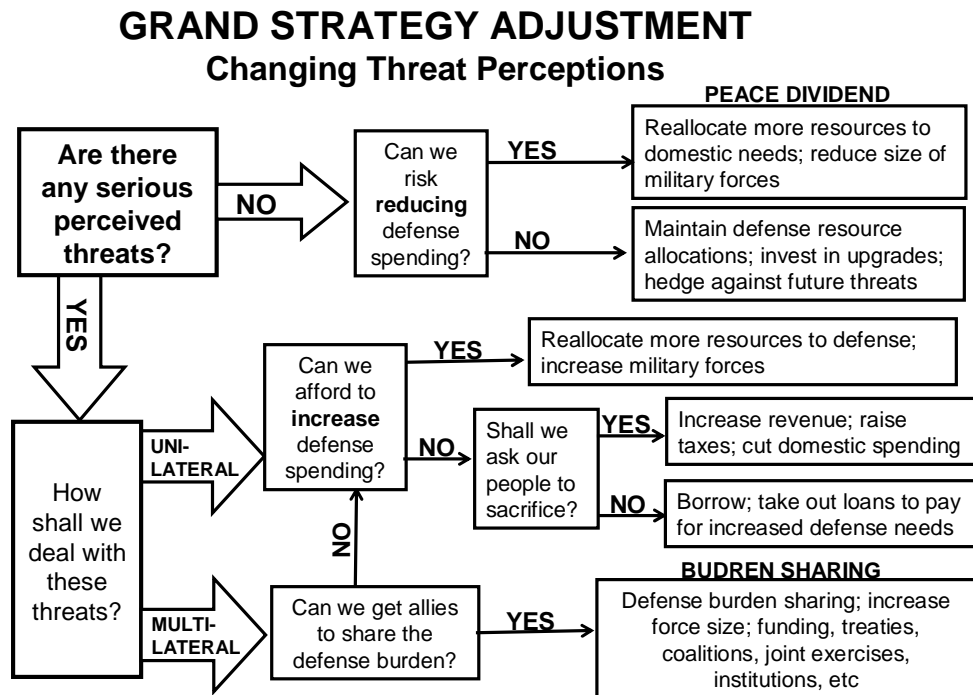 GRAND STRATEGY ADJUSTMENT
Changing Threat Perceptions
PEACE DIVIDEND
Are there
any serious
perceived
threats?
NO
Can we
risk
reducing
defense
spending?
YES
Reallocate more resources to
domestic needs; reduce size of
military forces
NO
Maintain defense resource
allocations; invest in upgrades;
hedge against future threats
YES
How
shall we
deal with
these
threats?
UNI-
LATERAL
Can we
afford to
increase
defense
spending?
YES
Reallocate more resources to defense;
increase military forces
NO
Shall we
ask our
people to
sacrifice?
YES
Increase revenue; raise
taxes; cut domestic spending
NO
Borrow; take out loans to pay
for increased defense needs
NO
MULTI-
LATERAL
Can we get allies
to share the
defense burden?
YES
BUDREN SHARING
Defense burden sharing; increase
force size; funding, treaties,
coalitions, joint exercises,
institutions, etc